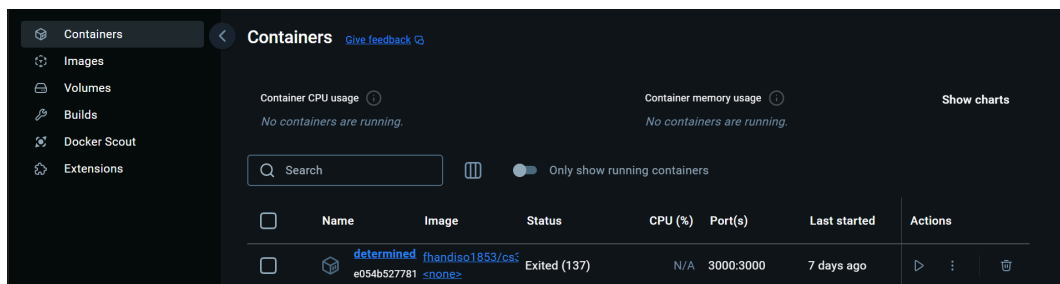 Containers
Images
Volumes
Builds
Docker Scout
Extensions
Containers Give feedback
Container CPU usage
No containers are running.
Container memory usage
No containers are running.
Show charts
Search
Only show running containers
Name Image Status CPU (%) Port(s) Last started Actions
determined
e054b527781
fhandiso1853/cs3
<none>
Exited (137) N/A 3000:3000 7 days ago